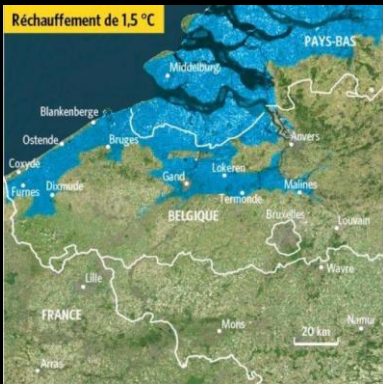 Réchauffement de 1,5 °C
PAYS-BAS
Middelburg
Blankenberge
Ostende
Bruges
Anvers
Coxyde
Gand
Lokeren
Furnes
Dixmude
Termonde
Malines
BELGIQUE
Bruxelles
Louvain
Wavre
Lille
FRANCE
Mons
20 km
Namur
Arras